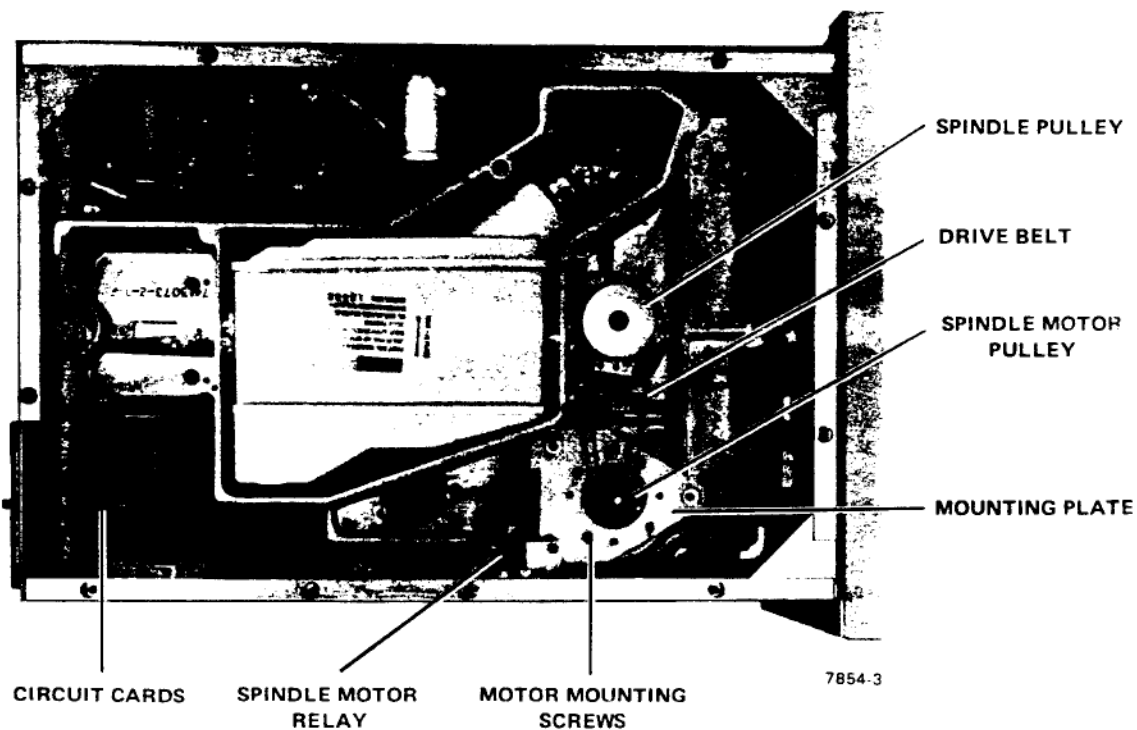 SPINDLE PULLEY
DRIVE BELT
SPINDLE MOTOR
PULLEY
MOUNTING PLATE
7854-3
CIRCUIT CARDS
SPINDLE MOTOR
RELAY
MOTOR MOUNTING
SCREWS